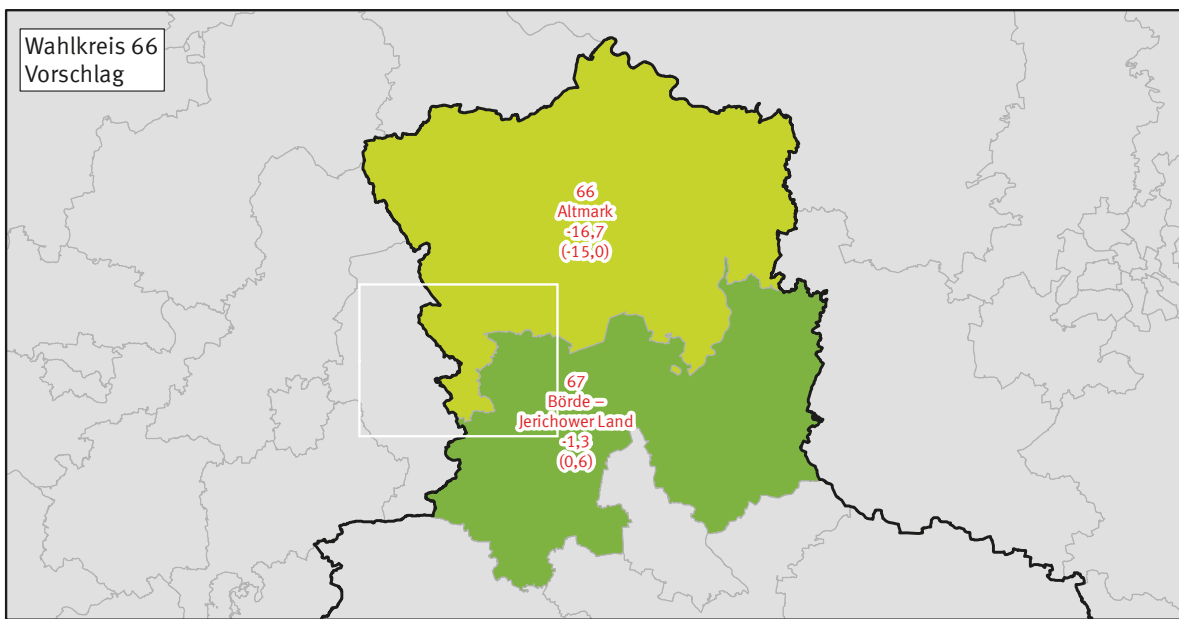 Wahlkreis 66
Vorschlag
66
Altmark
-16,7
(-15,0)
67
Börde –
Jerichower Land
-1,3
(0,6)